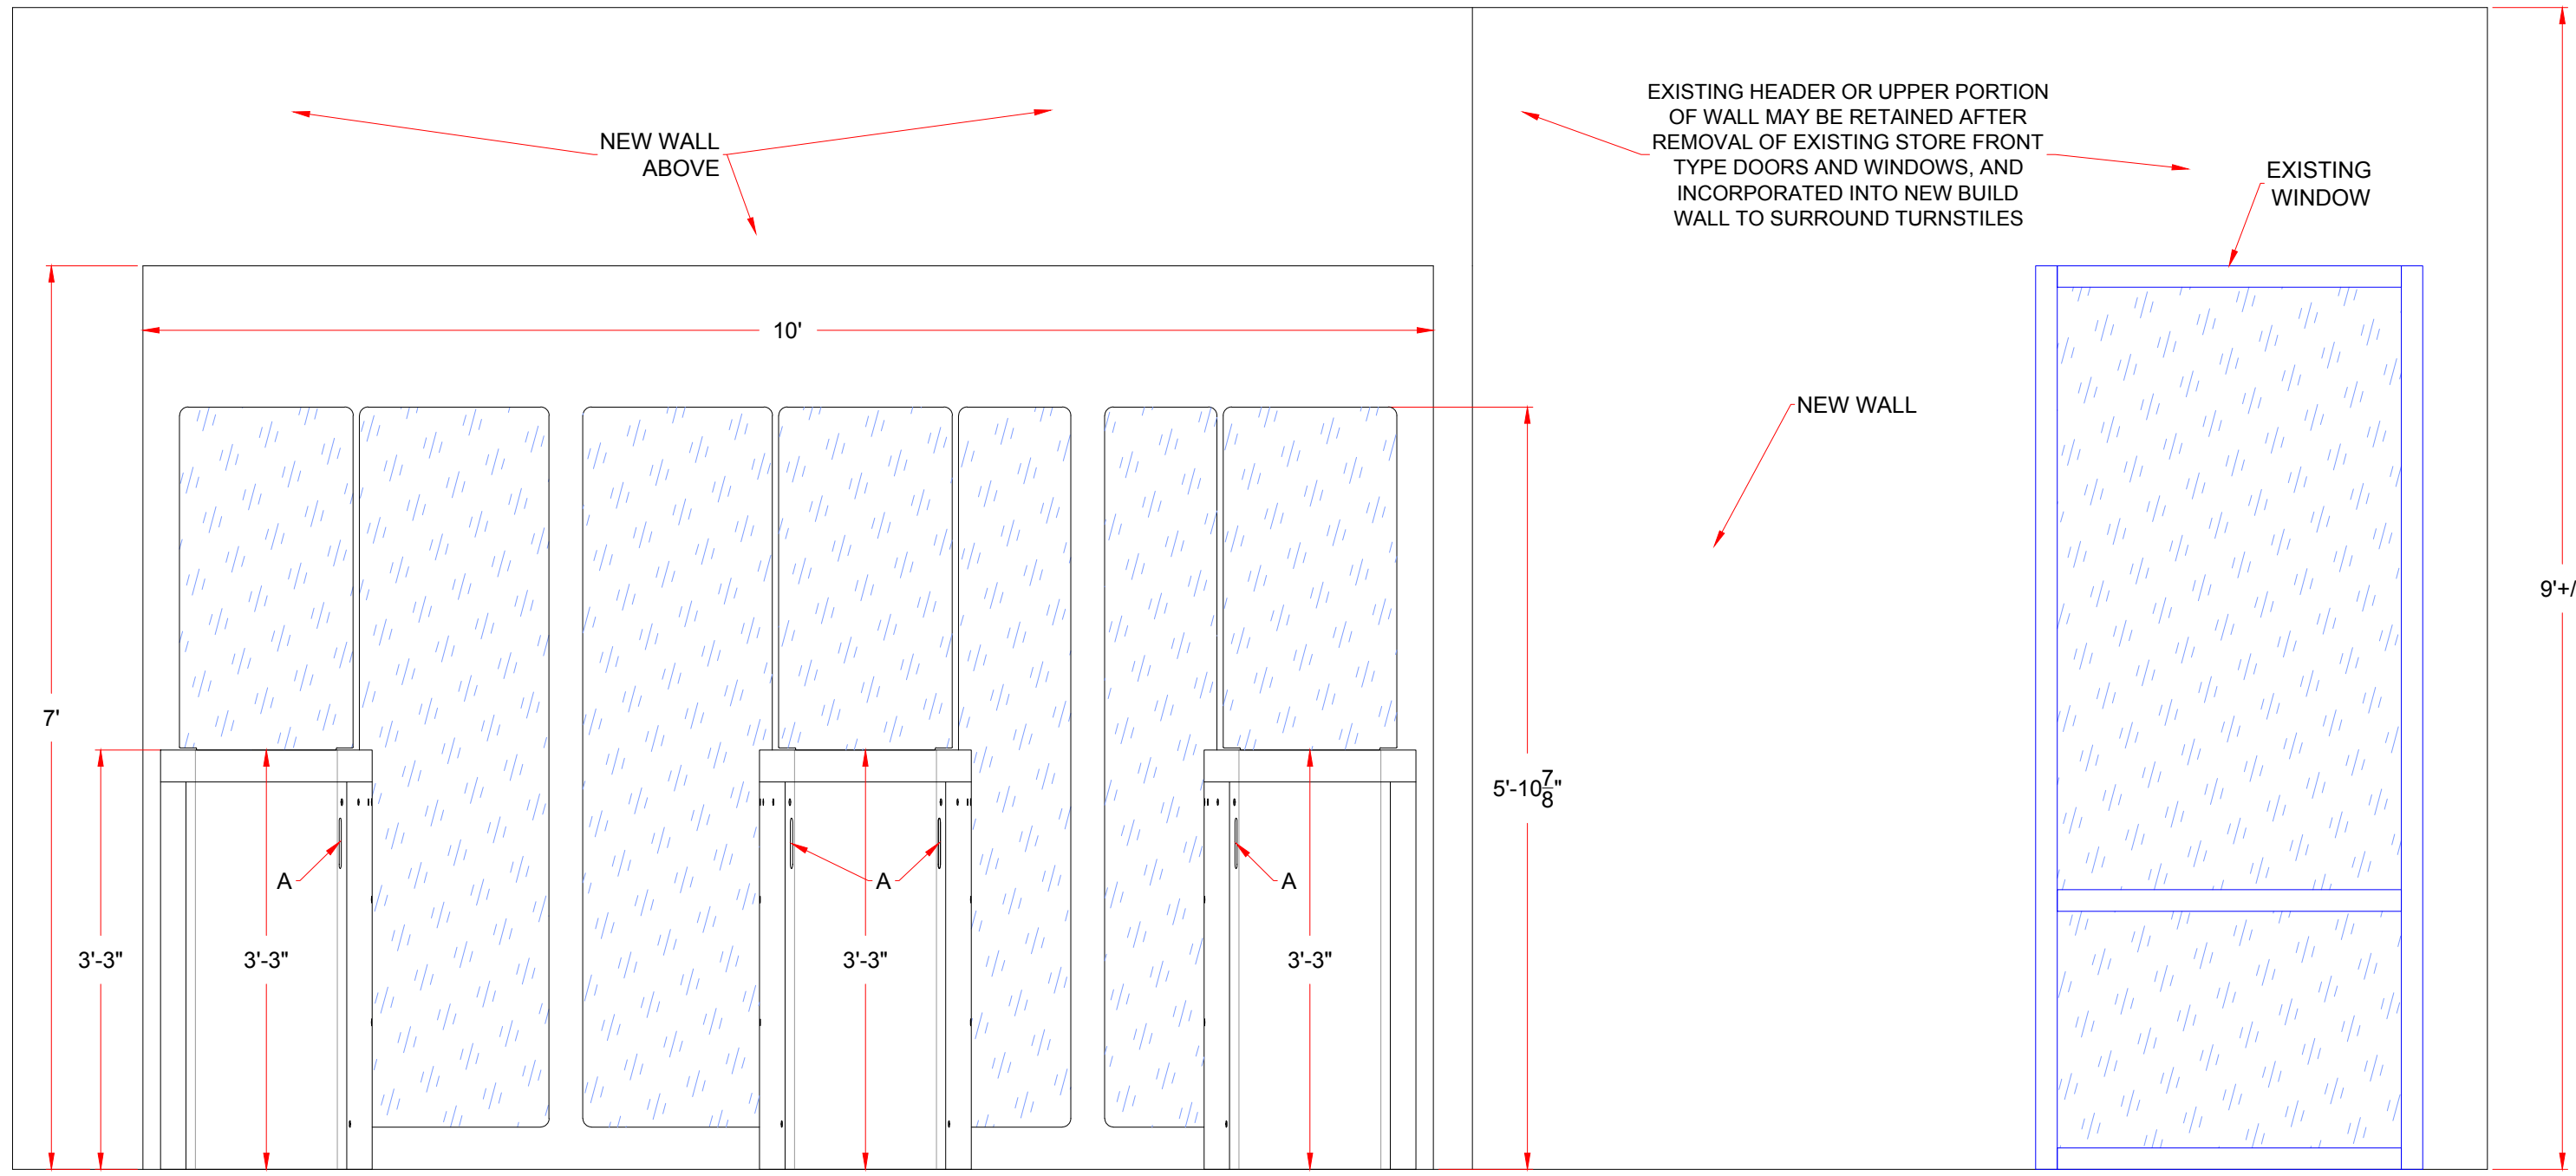 NEW WALL
ABOVE
EXISTING HEADER OR UPPER PORTION
OF WALL MAY BE RETAINED AFTER
REMOVAL OF EXISTING STORE FRONT
TYPE DOORS AND WINDOWS, AND
INCORPORATED INTO NEW BUILD
WALL TO SURROUND TURNSTILES
EXISTING
WINDOW
10'
NEW WALL
9'+/
7'
5'-10 7/8"
A
A
A
3'-3"
3'-3"
3'-3"
3'-3"